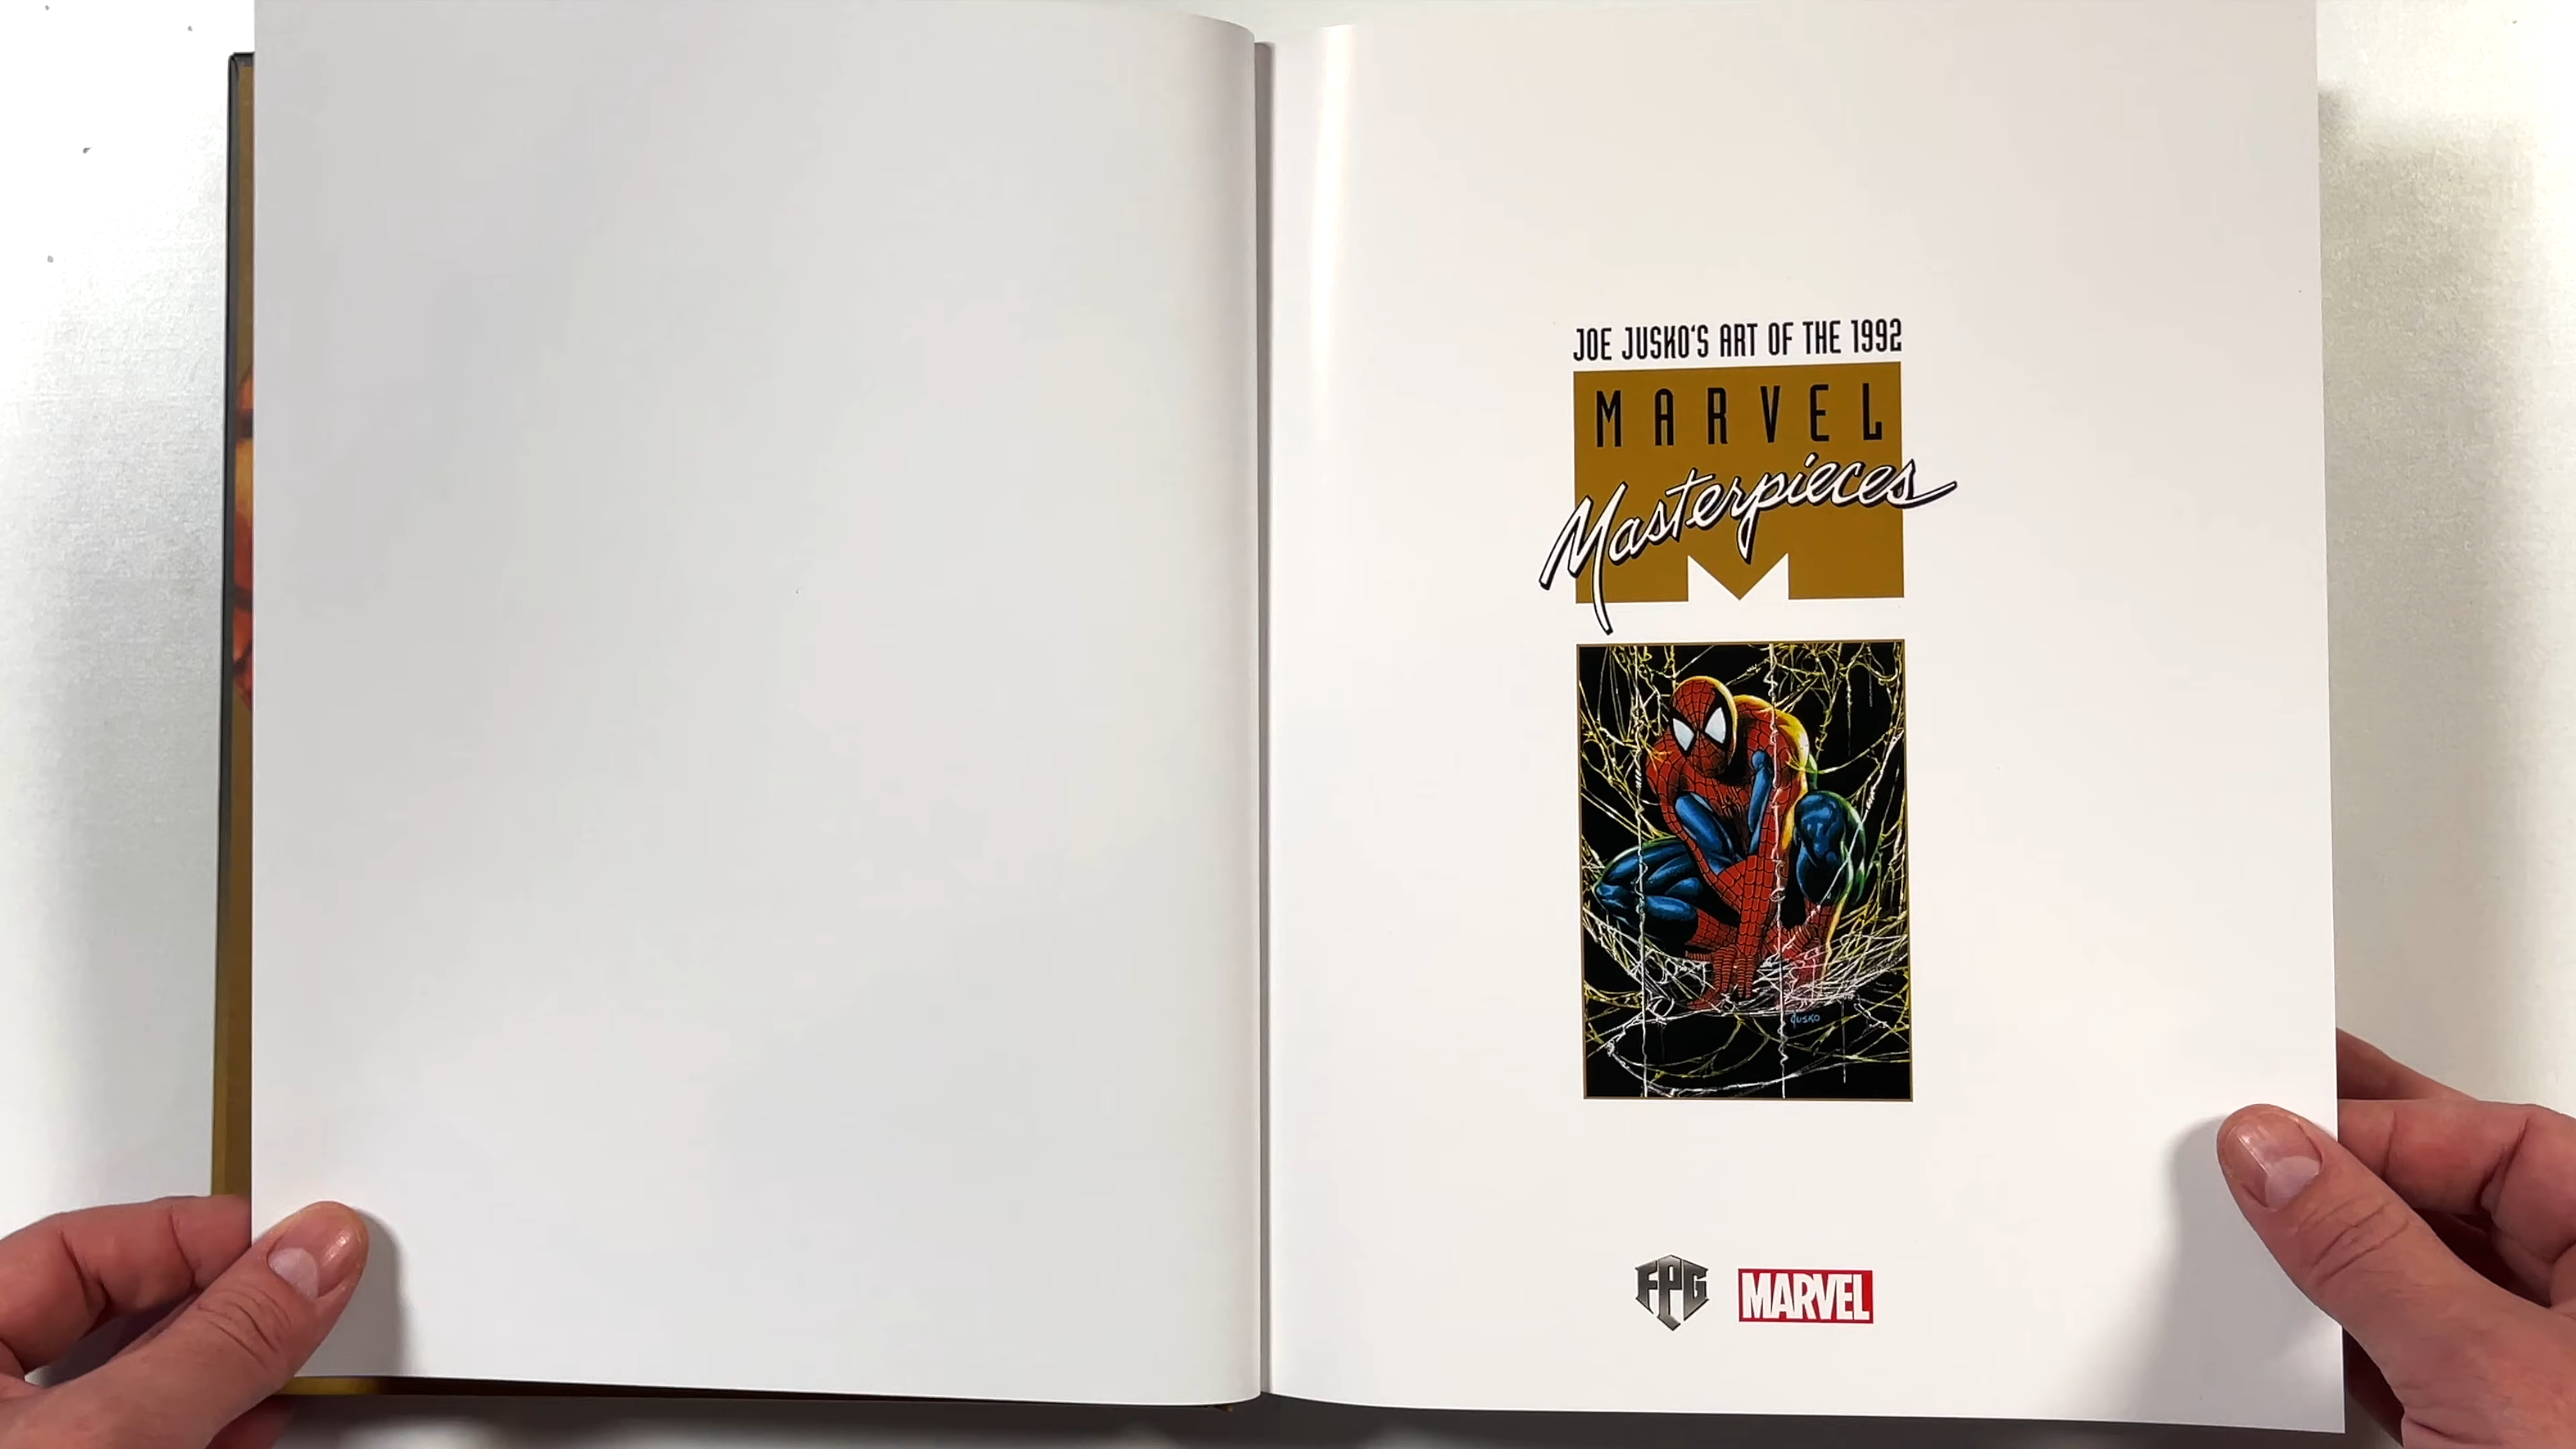 JOE JUSKO'S ART OF THE 1992
MARVEL
Masterpieces
JUSKO
FPG
MARVEL